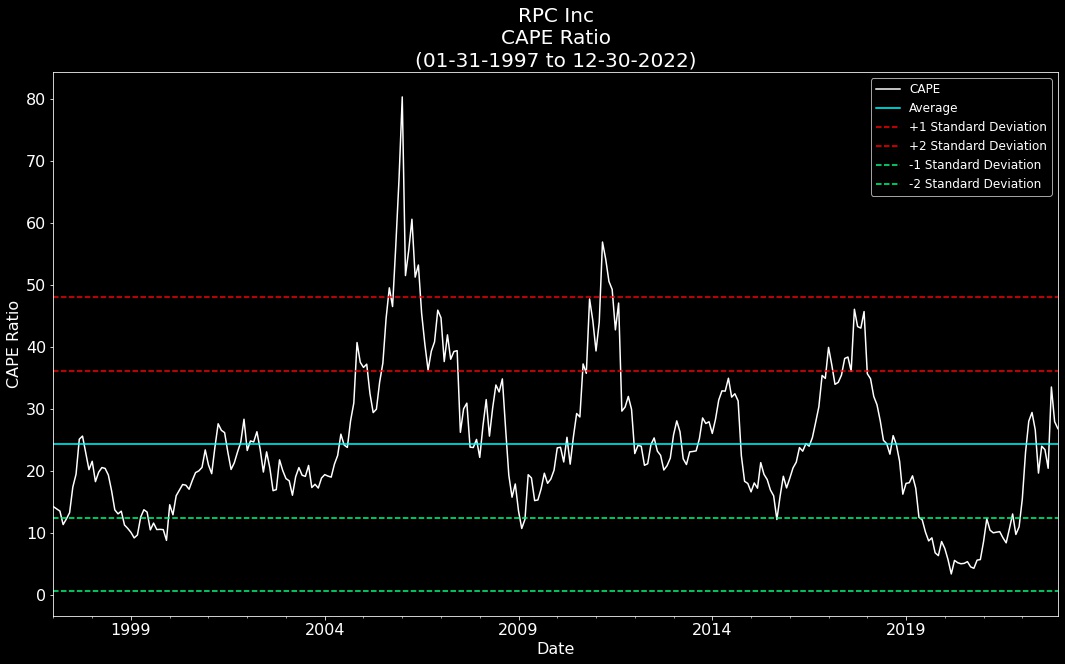 RPC Inc
CAPE Ratio
(01-31-1997 to 12-30-2022)
CAPE
Average
+1 Standard Deviation
+2 Standard Deviation
-1 Standard Deviation
-2 Standard Deviation
80
70
60
50
40
30
20
10
0
CAPE Ratio
1999 2004 2009 2014 2019
Date